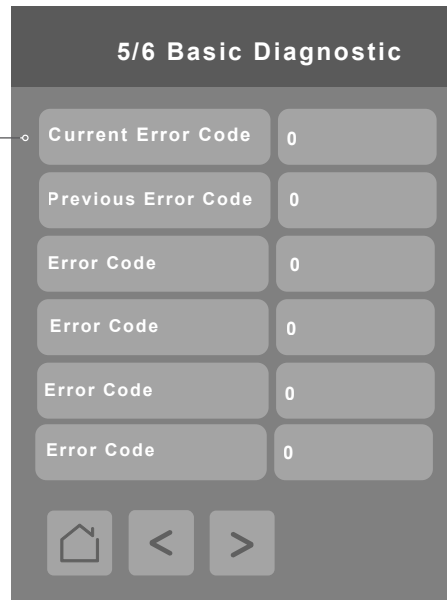 5/6 Basic Diagnostic
Current Error Code 0
Previous Error Code 0
Error Code 0
Error Code 0
Error Code 0
Error Code 0
< >